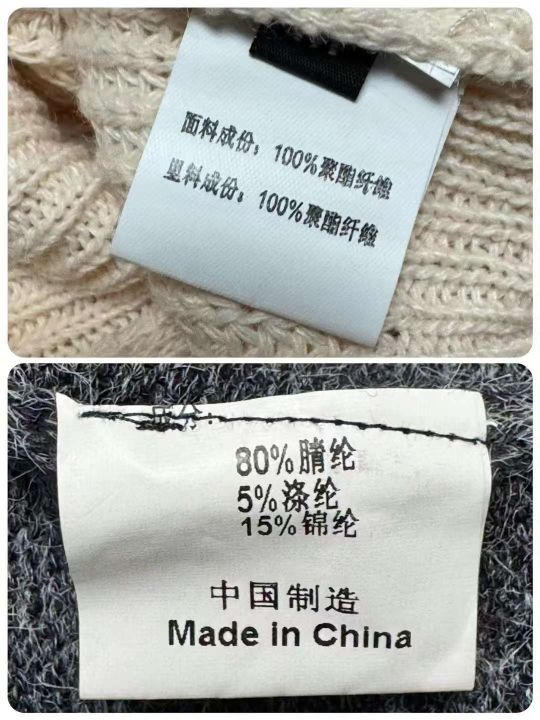 面料成份：100%聚酯纤维
里料成份：100%聚酯纤维
80%腈纶
5%涤纶
15%锦纶
中国制造
Made in China